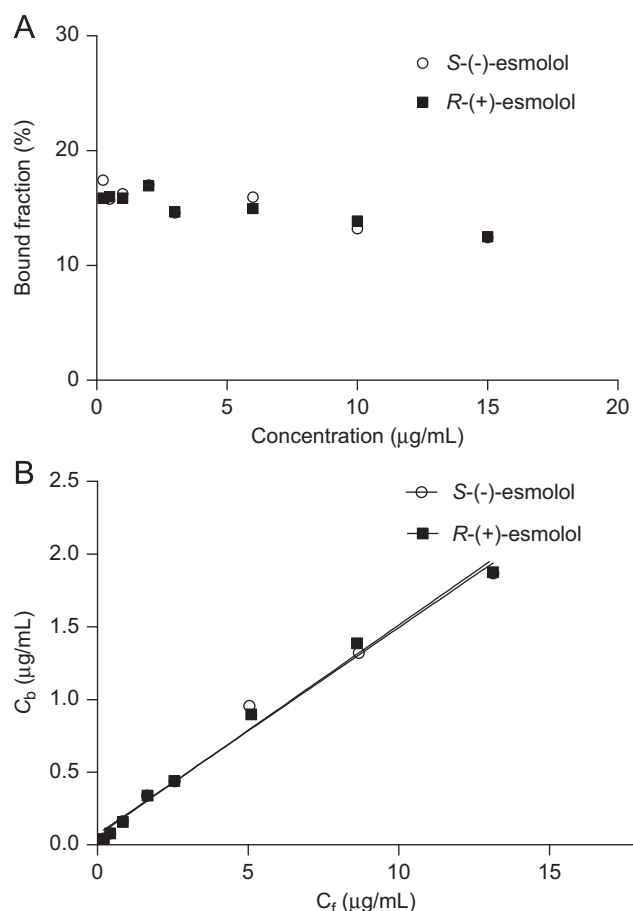 A
30
20
10
0
Bound fraction (%)
S-(-)-esmolol
R-(+)-esmolol
0 5 10 15 20
Concentration (μg/mL)
B
2.5
2.0
1.5
1.0
0.5
0.0
C_b (μg/mL)
S-(-)-esmolol
R-(+)-esmolol
0 5 10 15
C_f (μg/mL)